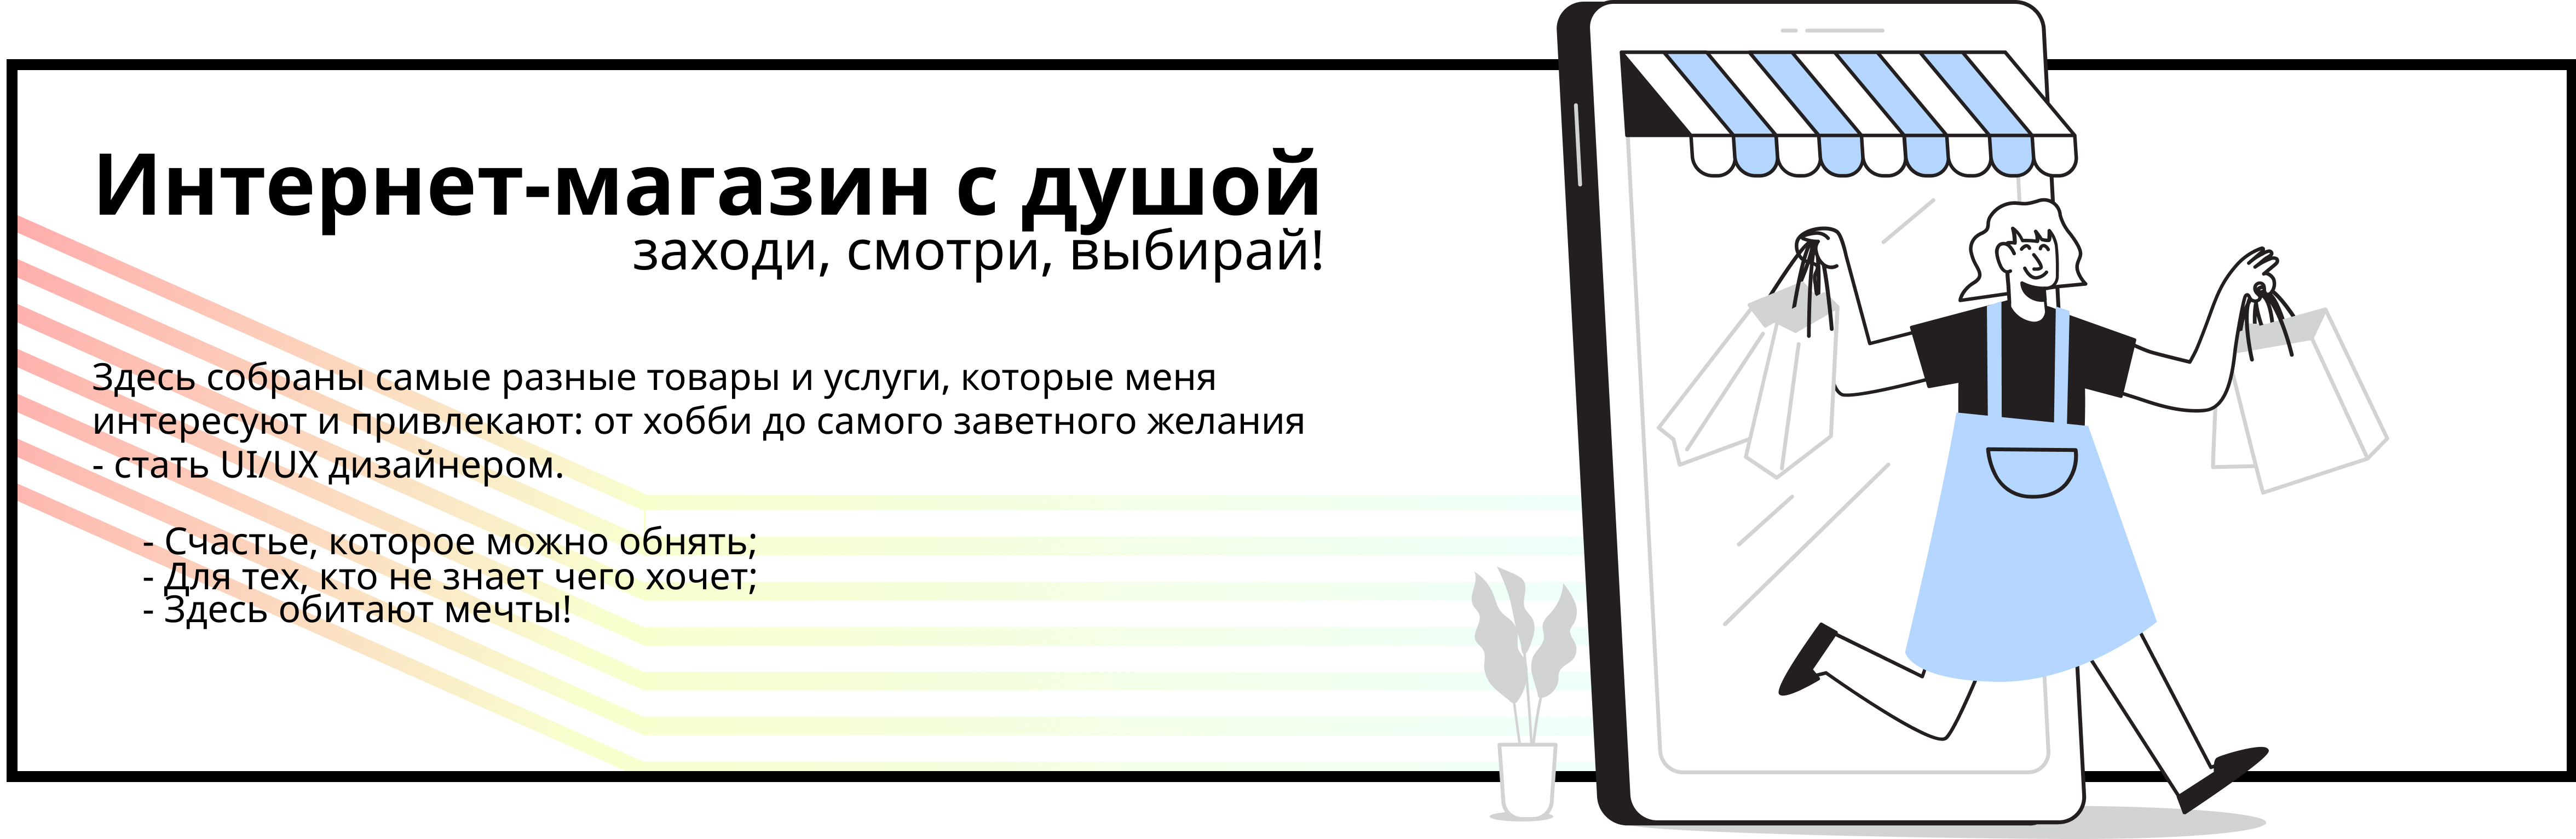 Интернет-магазин с душой
заходи, смотри, выбирай!
Здесь собраны самые разные товары и услуги, которые меня
интересуют и привлекают: от хобби до самого заветного желания
- стать UI/UX дизайнером.
- Счастье, которое можно обнять;
- Для тех, кто не знает чего хочет;
- Здесь обитают мечты!